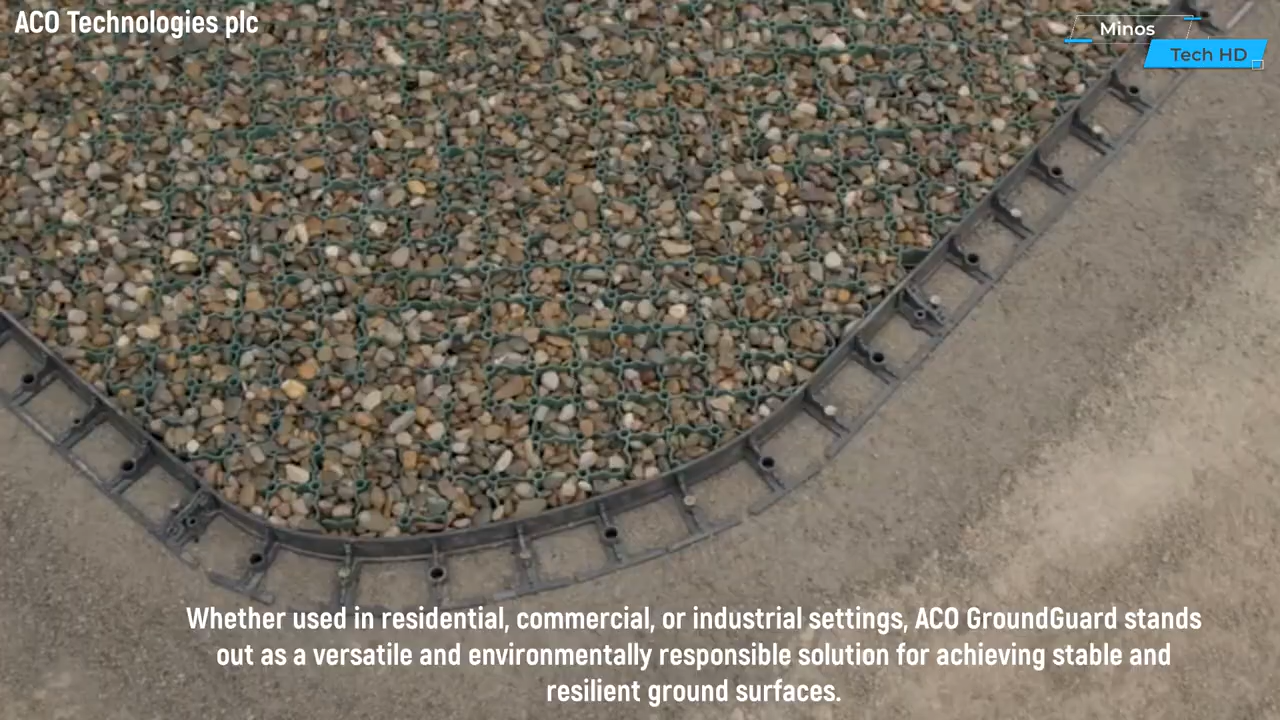 ACO Technologies plc
Minos
Tech HD
Whether used in residential, commercial, or industrial settings, ACO GroundGuard stands
out as a versatile and environmentally responsible solution for achieving stable and
resilient ground surfaces.